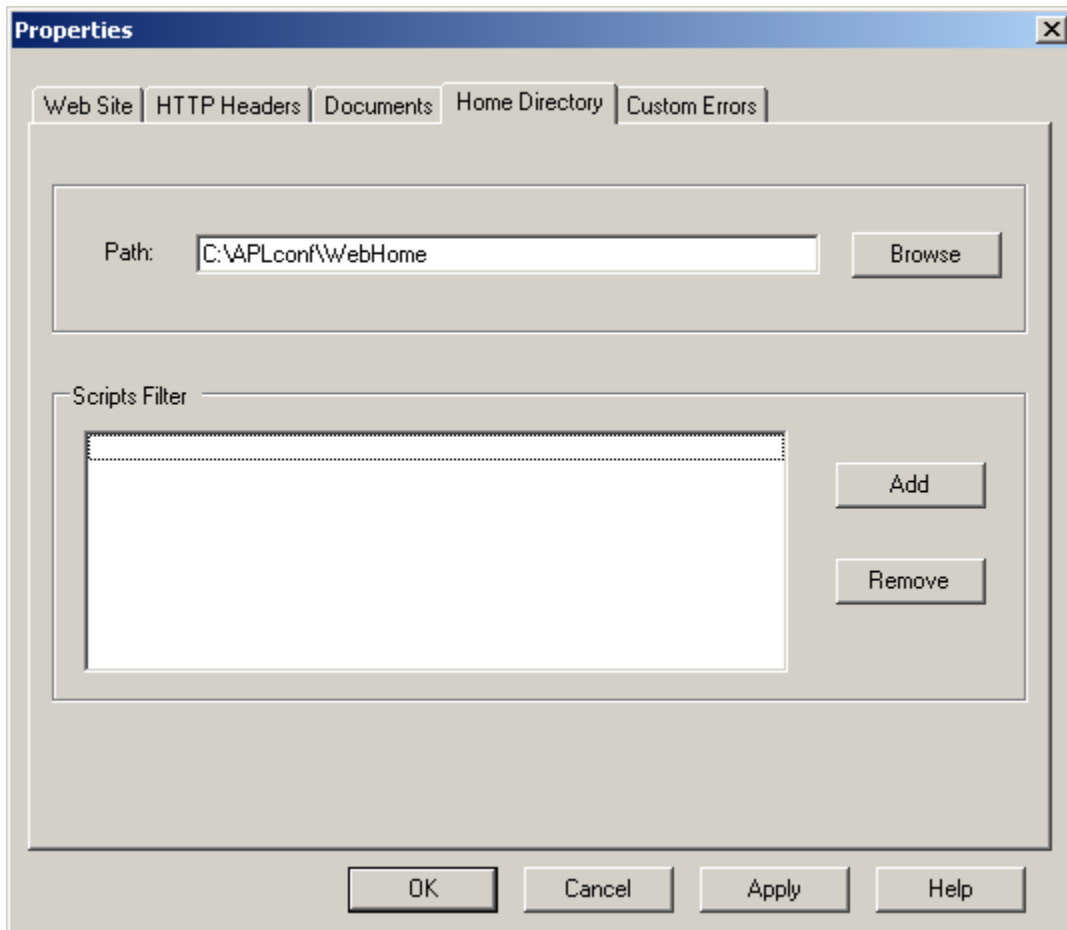 Properties
Web Site HTTP Headers Documents Home Directory Custom Errors
Path: C:\APLconf\WebHome Browse
Scripts Filter
Add
Remove
OK Cancel Apply Help